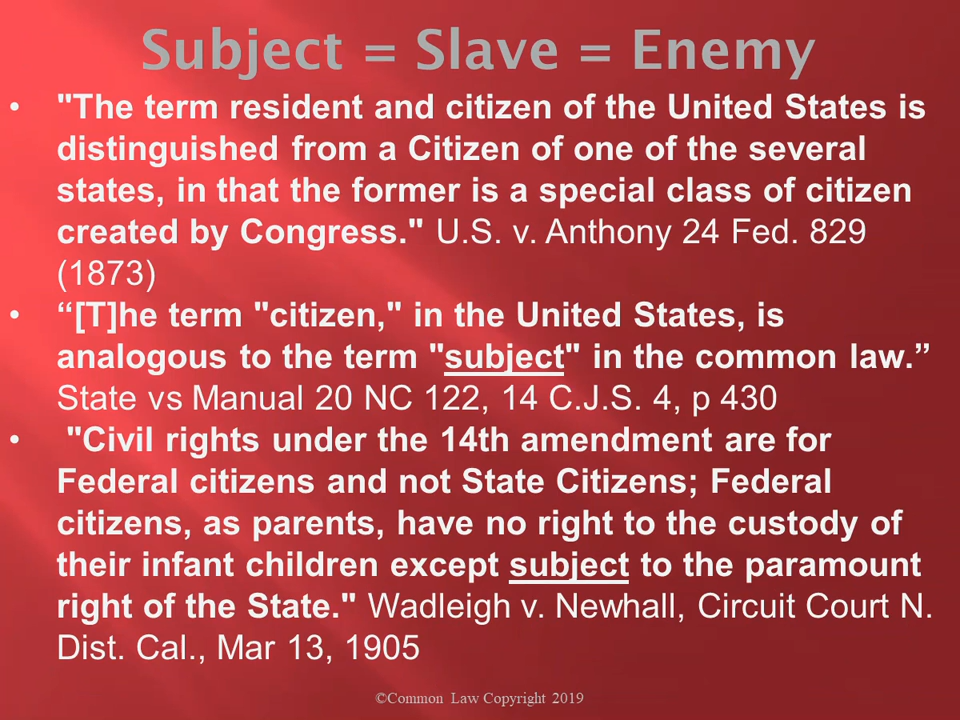 Subject = Slave = Enemy
• "The term resident and citizen of the United States is
distinguished from a Citizen of one of the several
states, in that the former is a special class of citizen
created by Congress." U.S. v. Anthony 24 Fed. 829
(1873)
• “[T]he term "citizen," in the United States, is
analogous to the term "subject" in the common law.”
State vs Manual 20 NC 122, 14 C.J.S. 4, p 430
• "Civil rights under the 14th amendment are for
Federal citizens and not State Citizens; Federal
citizens, as parents, have no right to the custody of
their infant children except subject to the paramount
right of the State." Wadleigh v. Newhall, Circuit Court N.
Dist. Cal., Mar 13, 1905
©Common Law Copyright 2019